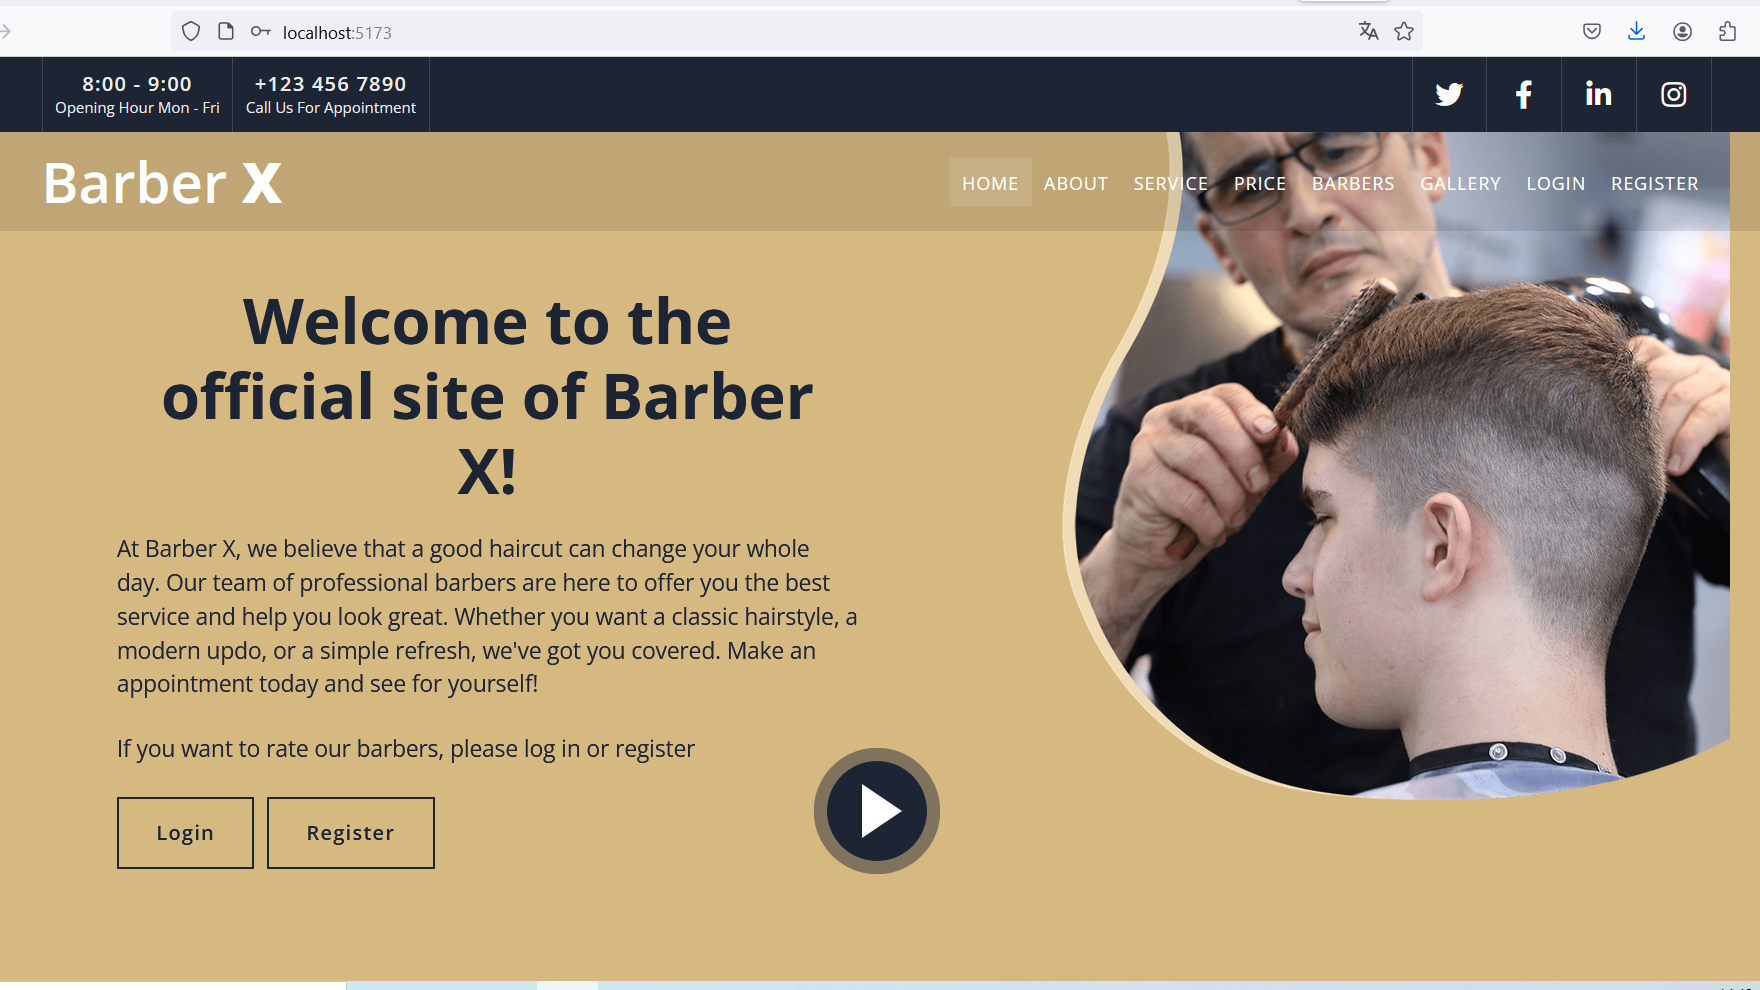 localhost:5173
8:00 - 9:00
Opening Hour Mon - Fri
+123 456 7890
Call Us For Appointment
Barber X
HOME ABOUT SERVICE PRICE BARBERS GALLERY LOGIN REGISTER
Welcome to the
official site of Barber
X!
At Barber X, we believe that a good haircut can change your whole
day. Our team of professional barbers are here to offer you the best
service and help you look great. Whether you want a classic hairstyle, a
modern updo, or a simple refresh, we've got you covered. Make an
appointment today and see for yourself!
If you want to rate our barbers, please log in or register
Login Register